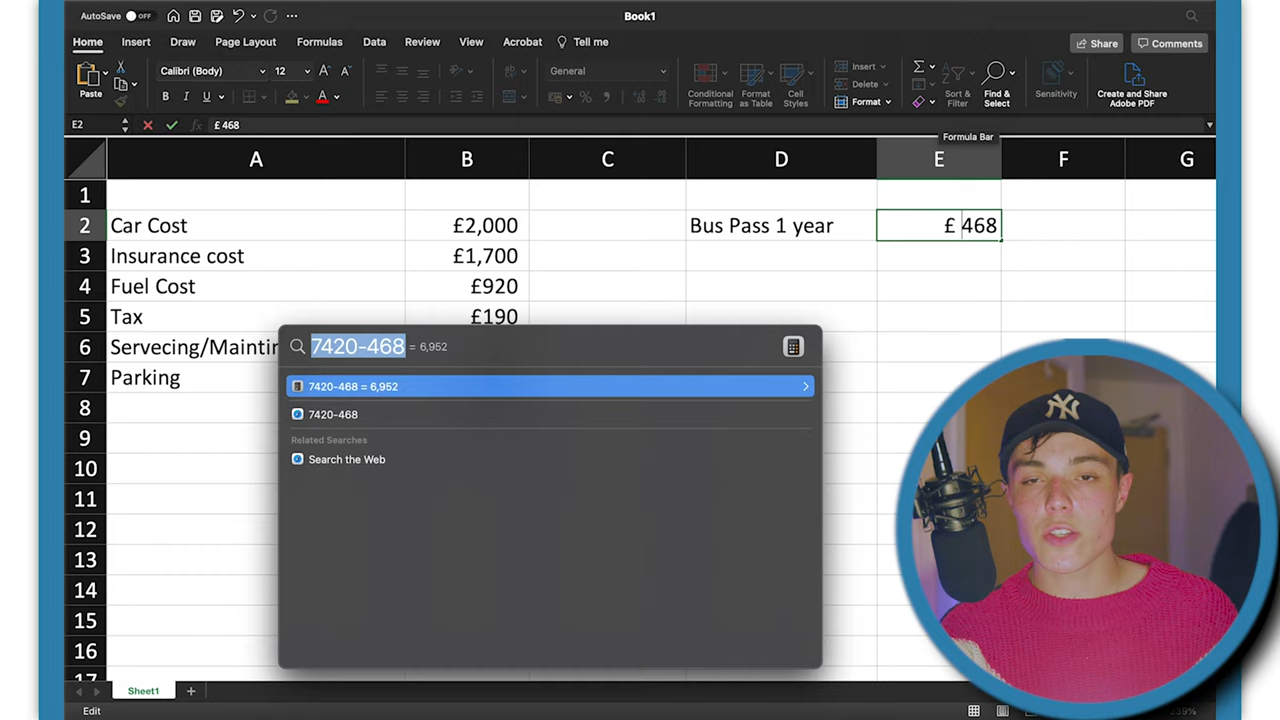 AutoSave OFF
Book1
Home Insert Draw Page Layout Formulas Data Review View Acrobat Tell me
Share Comments
Paste
Calibri (Body) 12
B I U A
General
Conditional Formatting
Format as Table
Cell Styles
Insert
Delete
Format
Sort & Filter
Find & Select
Sensitivity
Create and Share Adobe PDF
E2 fx £ 468
Formula Bar
A B C D E F G
1
2 Car Cost £2,000 Bus Pass 1 year £ 468
3 Insurance cost £1,700
4 Fuel Cost £920
5 Tax £190
6 Servecing/Maintin
7 Parking
8
9
10
11
12
13
14
15
16
17
7420-468 = 6,952
7420-468 = 6,952
7420-468
Related Searches
Search the Web
Sheet1
Edit